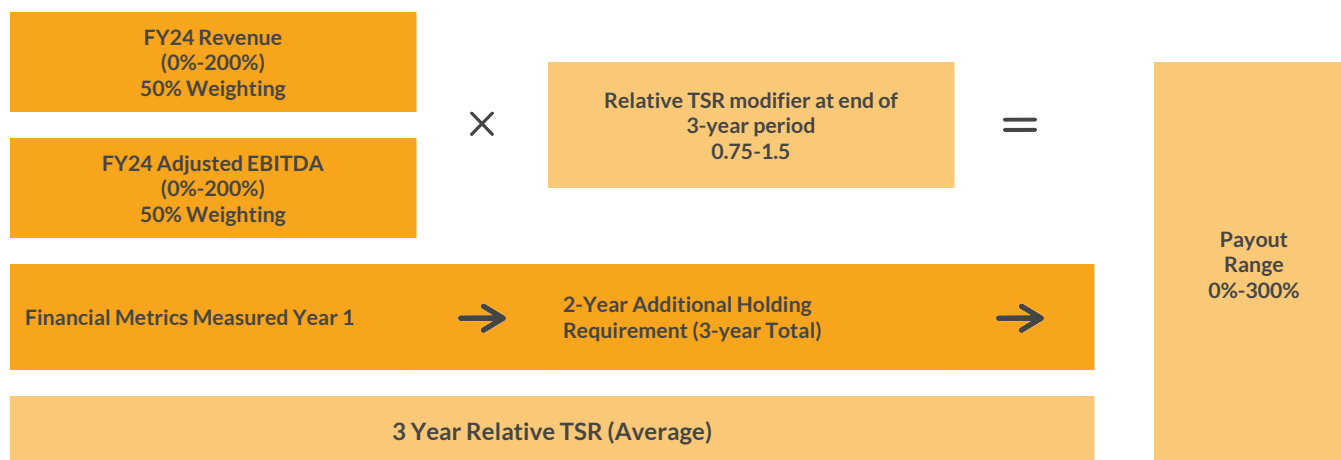 FY24 Revenue
(0%-200%)
50% Weighting
FY24 Adjusted EBITDA
(0%-200%)
50% Weighting
×
Relative TSR modifier at end of
3-year period
0.75-1.5
=
Financial Metrics Measured Year 1
→
2-Year Additional Holding
Requirement (3-year Total)
→
3 Year Relative TSR (Average)
Payout
Range
0%-300%